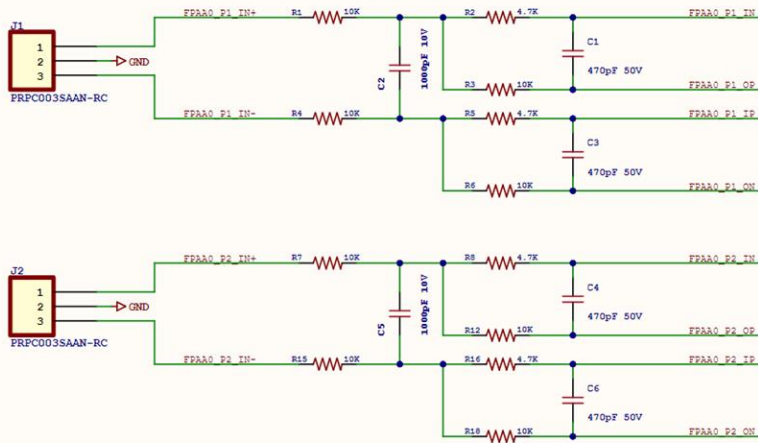 J1
1
2
3
GND
PRPC003SAAN-RC
FPAA0_P1_IN+
R1
10K
R2
4.7K
FPAA0_P1_IN
C2
1000pF 10V
C1
470pF 50V
R3
10K
FPAA0_P1_OP
FPAA0_P1_IN-
R4
10K
R5
4.7K
FPAA0_P1_IP
C3
470pF 50V
R6
10K
FPAA0_P1_ON
J2
1
2
3
GND
PRPC003SAAN-RC
FPAA0_P2_IN+
R7
10K
R8
4.7K
FPAA0_P2_IN
C5
1000pF 10V
C4
470pF 50V
R12
10K
FPAA0_P2_OP
FPAA0_P2_IN-
R15
10K
R16
4.7K
FPAA0_P2_IP
C6
470pF 50V
R18
10K
FPAA0_P2_ON